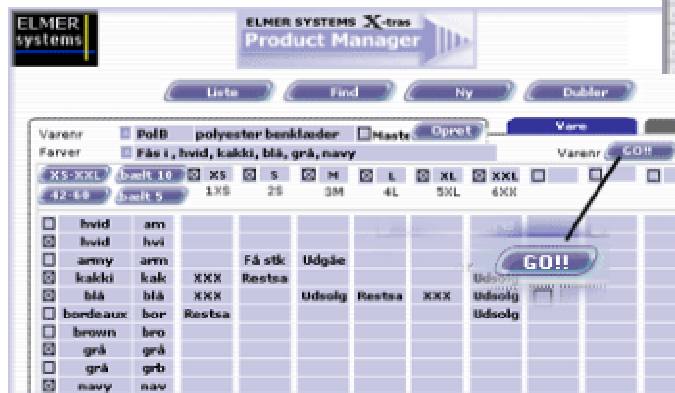 ELMER
systems
ELMER SYSTEMS X-tras
Product Manager
Liste Find Ny Dubler
Varenr PolB polyester benklæder Maste Opret Vare
Farver Fås i , hvid, kakki, blå, grå, navy Varenr GO!!
XS-XXL bælt 10 XS S M L XL XXL
42-60 bælt 5 1XS 2S 3M 4L 5XL 6XX
hvid am
hvid hvi
army arm Få stk Udgåe
GO!!
kakki kak XXX Restsa Udsolg
blå blå XXX Udsolg Restsa XXX Udsolg
bordeaux bor Restsa Udsolg
brown bro
grå grå
grå grb
navy nav